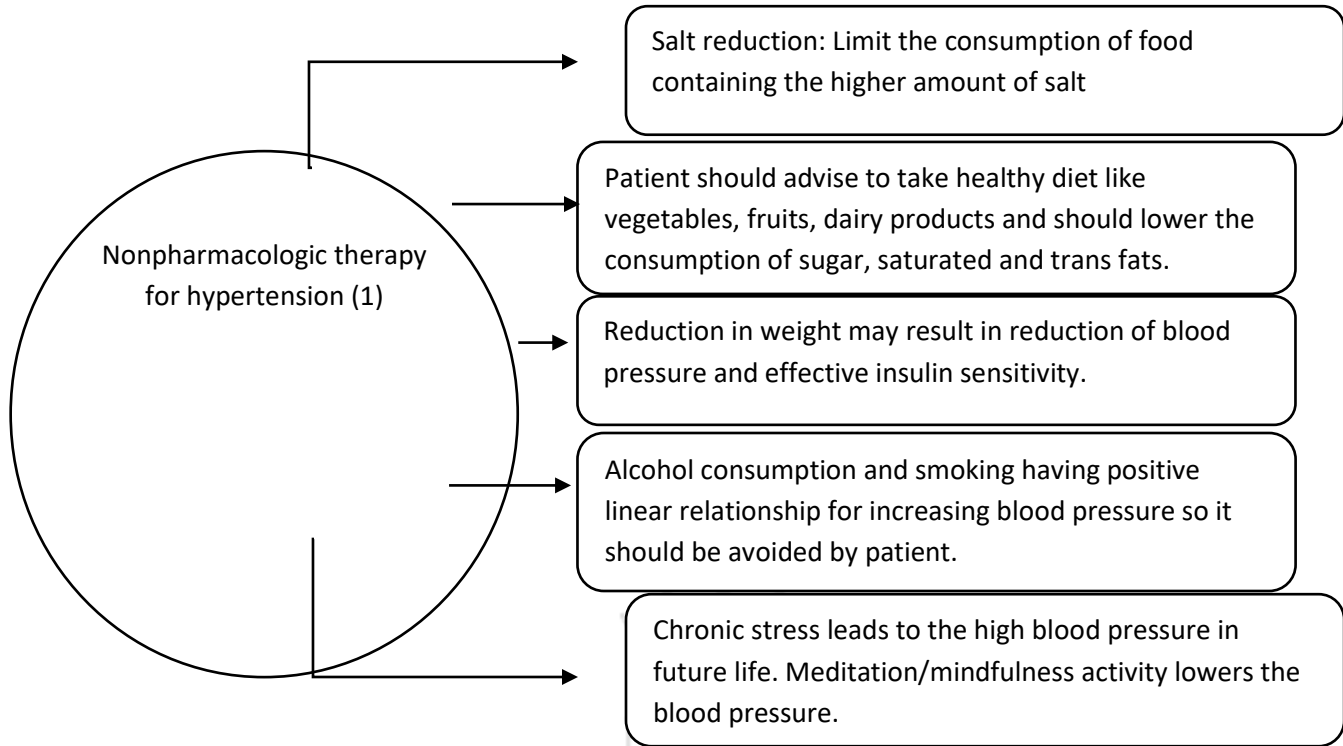 Salt reduction: Limit the consumption of food
containing the higher amount of salt
Patient should advise to take healthy diet like
vegetables, fruits, dairy products and should lower the
consumption of sugar, saturated and trans fats.
Nonpharmacologic therapy
for hypertension (1)
Reduction in weight may result in reduction of blood
pressure and effective insulin sensitivity.
Alcohol consumption and smoking having positive
linear relationship for increasing blood pressure so it
should be avoided by patient.
Chronic stress leads to the high blood pressure in
future life. Meditation/mindfulness activity lowers the
blood pressure.